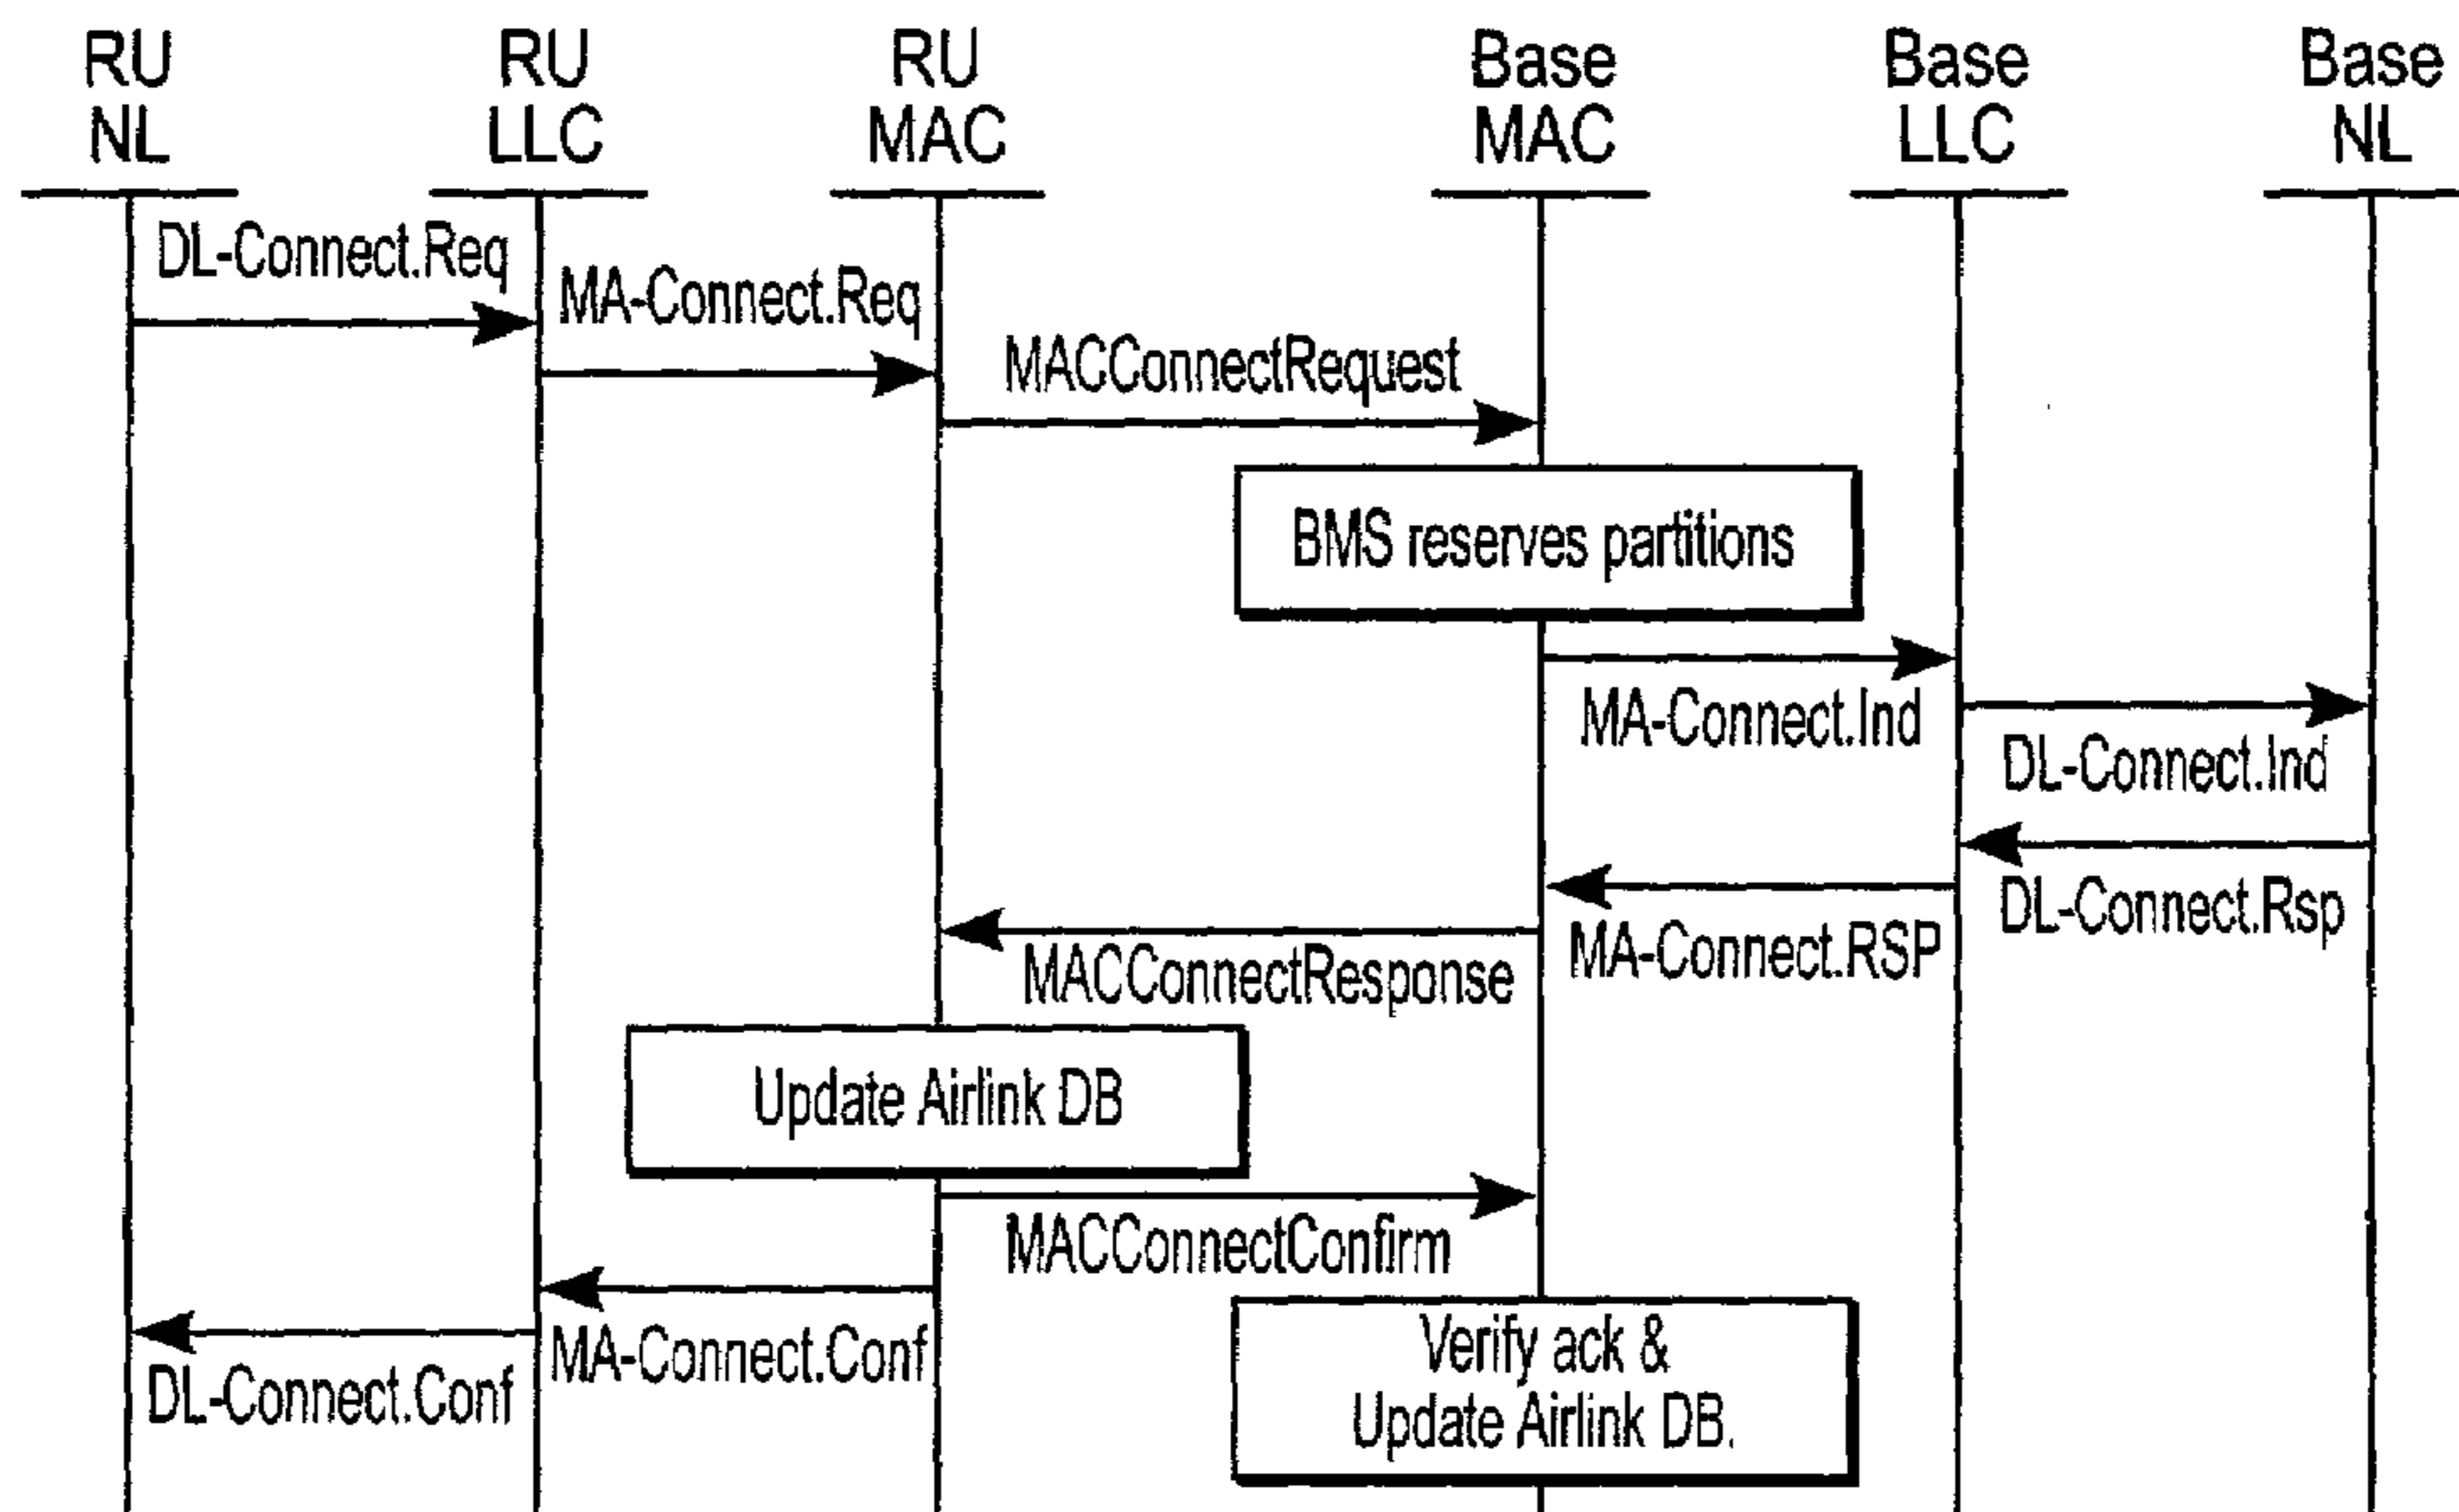 RU
NL
RU
LLC
RU
MAC
Base
MAC
Base
LLC
Base
NL
DL-Connect.Req
MA-Connect.Req
MACConnectRequest
BMS reserves partitions
MA-Connect.Ind
DL-Connect.Ind
DL-Connect.Rsp
MA-Connect.RSP
MACConnectResponse
Update Airlink DB
MACConnectConfirm
MA-Connect.Conf
DL-Connect.Conf
Verify ack &
Update Airlink DB.